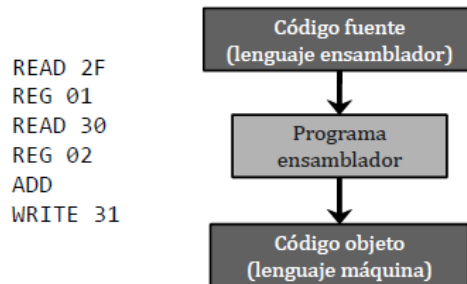 READ 2F
REG 01
READ 30
REG 02
ADD
WRITE 31
Código fuente
(lenguaje ensamblador)
Programa
ensamblador
Código objeto
(lenguaje máquina)